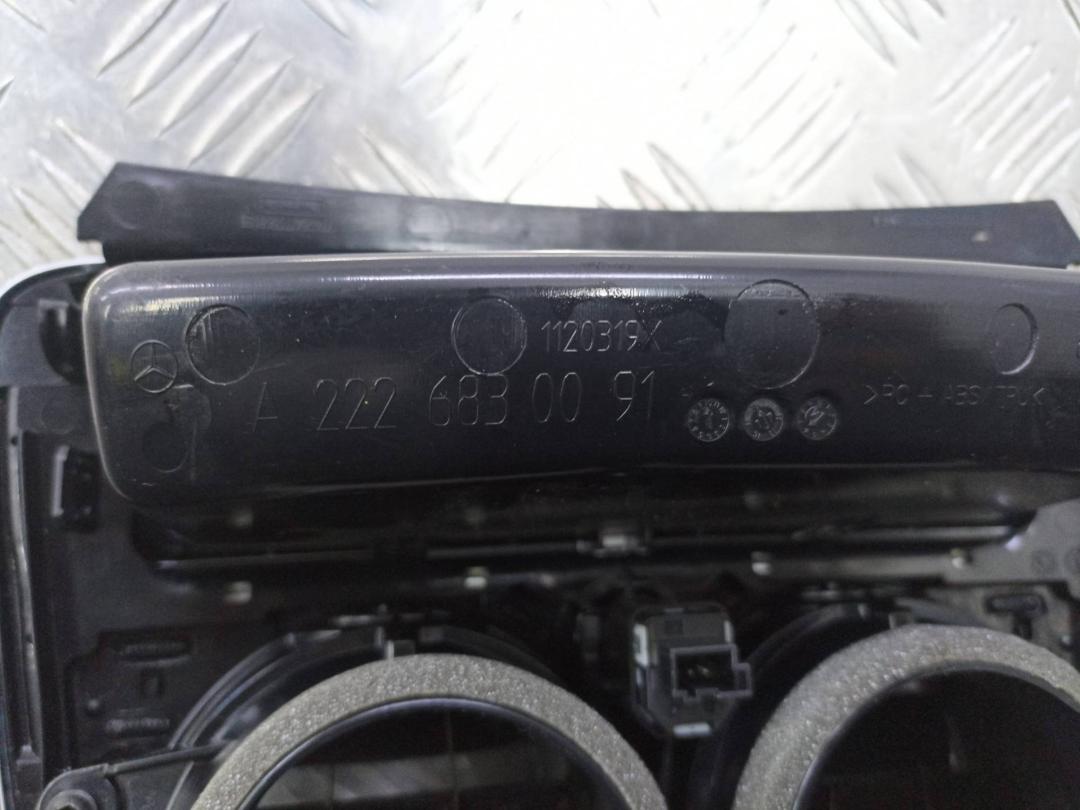 1120319X
A 222 683 00 91
>PC+ABS/TPU<